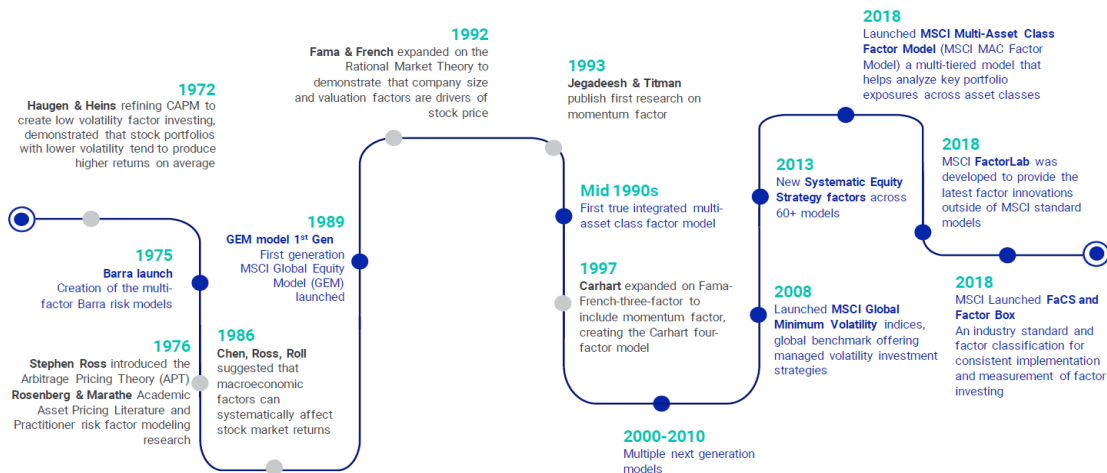 1972
Haugen & Heins refining CAPM to
create low volatility factor investing,
demonstrated that stock portfolios
with lower volatility tend to produce
higher returns on average
1975
Barra launch
Creation of the multi-
factor Barra risk models
1976
Stephen Ross introduced the
Arbitrage Pricing Theory (APT)
Rosenberg & Marathe Academic
Asset Pricing Literature and
Practitioner risk factor modeling
research
1986
Chen, Ross, Roll
suggested that
macroeconomic
factors can
systematically affect
stock market returns
1989
GEM model 1st Gen
First generation
MSCI Global Equity
Model (GEM)
launched
1992
Fama & French expanded on the
Rational Market Theory to
demonstrate that company size
and valuation factors are drivers of
stock price
1993
Jegadeesh & Titman
publish first research on
momentum factor
Mid 1990s
First true integrated multi-
asset class factor model
1997
Carhart expanded on Fama-
French-three-factor to
include momentum factor,
creating the Carhart four-
factor model
2000-2010
Multiple next generation
models
2008
Launched MSCI Global
Minimum Volatility indices,
global benchmark offering
managed volatility investment
strategies
2013
New Systematic Equity
Strategy factors across
60+ models
2018
Launched MSCI Multi-Asset Class
Factor Model (MSCI MAC Factor
Model) a multi-tiered model that
helps analyze key portfolio
exposures across asset classes
2018
MSCI FactorLab was
developed to provide the
latest factor innovations
outside of MSCI standard
models
2018
MSCI Launched FaCS and
Factor Box
An industry standard and
factor classification for
consistent implementation
and measurement of factor
investing